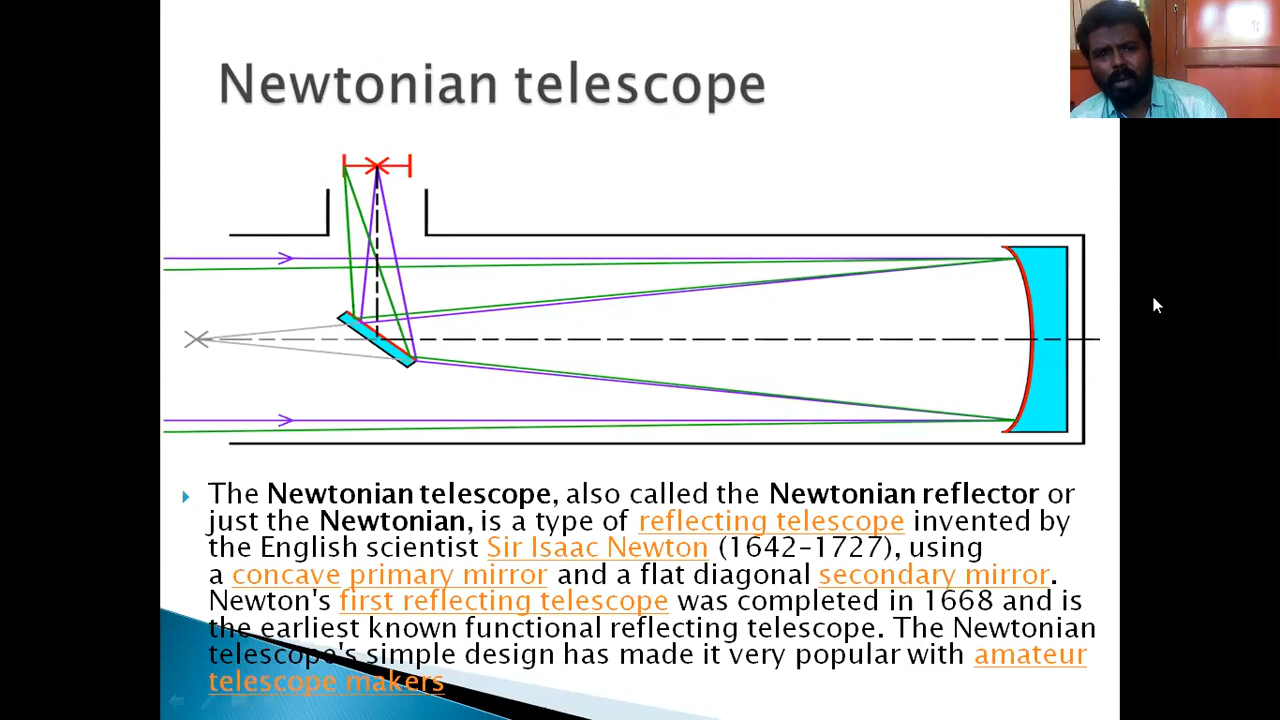 Newtonian telescope
The Newtonian telescope, also called the Newtonian reflector or
just the Newtonian, is a type of reflecting telescope invented by
the English scientist Sir Isaac Newton (1642-1727), using
a concave primary mirror and a flat diagonal secondary mirror.
Newton's first reflecting telescope was completed in 1668 and is
the earliest known functional reflecting telescope. The Newtonian
telescope's simple design has made it very popular with amateur
telescope makers